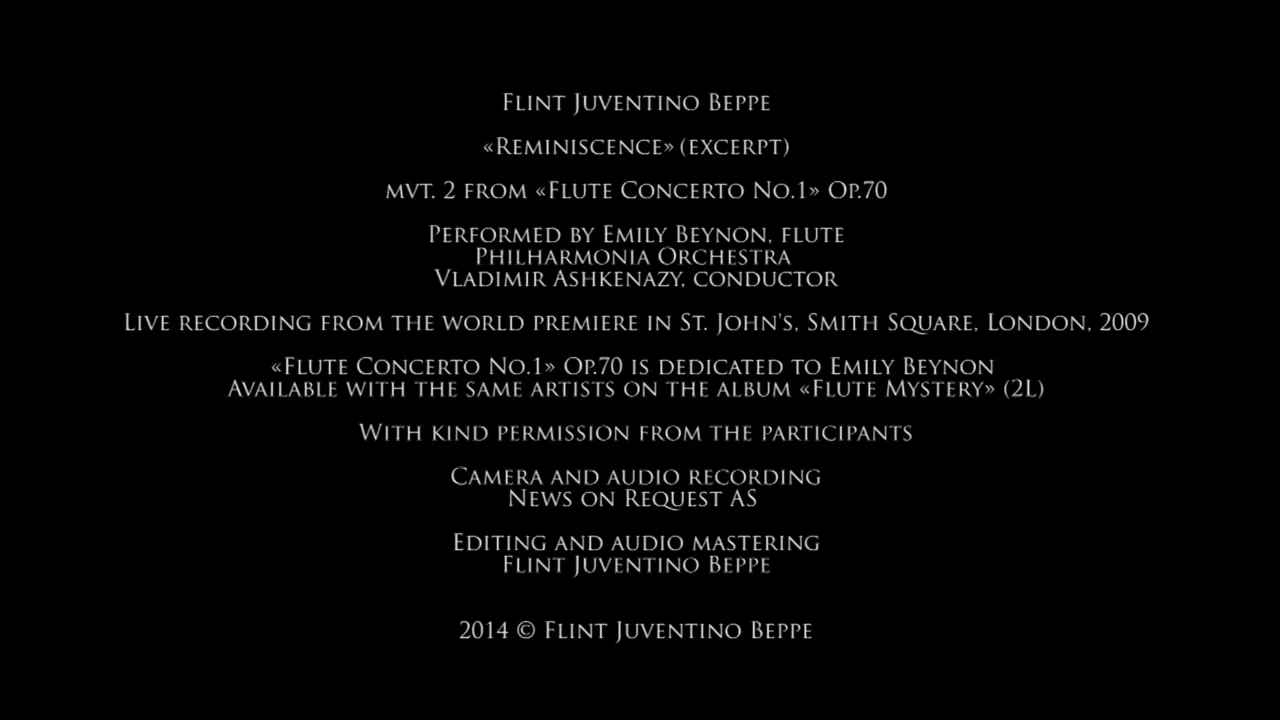 Flint Juventino Beppe
«Reminiscence» (excerpt)
mvt. 2 from «Flute Concerto No.1» Op.70
Performed by Emily Beynon, flute
Philharmonia Orchestra
Vladimir Ashkenazy, conductor
Live recording from the world premiere in St. John's, Smith Square, London, 2009
«Flute Concerto No.1» Op.70 is dedicated to Emily Beynon
Available with the same artists on the album «Flute Mystery» (2L)
With kind permission from the participants
Camera and audio recording
News on Request AS
Editing and audio mastering
Flint Juventino Beppe
2014 © Flint Juventino Beppe